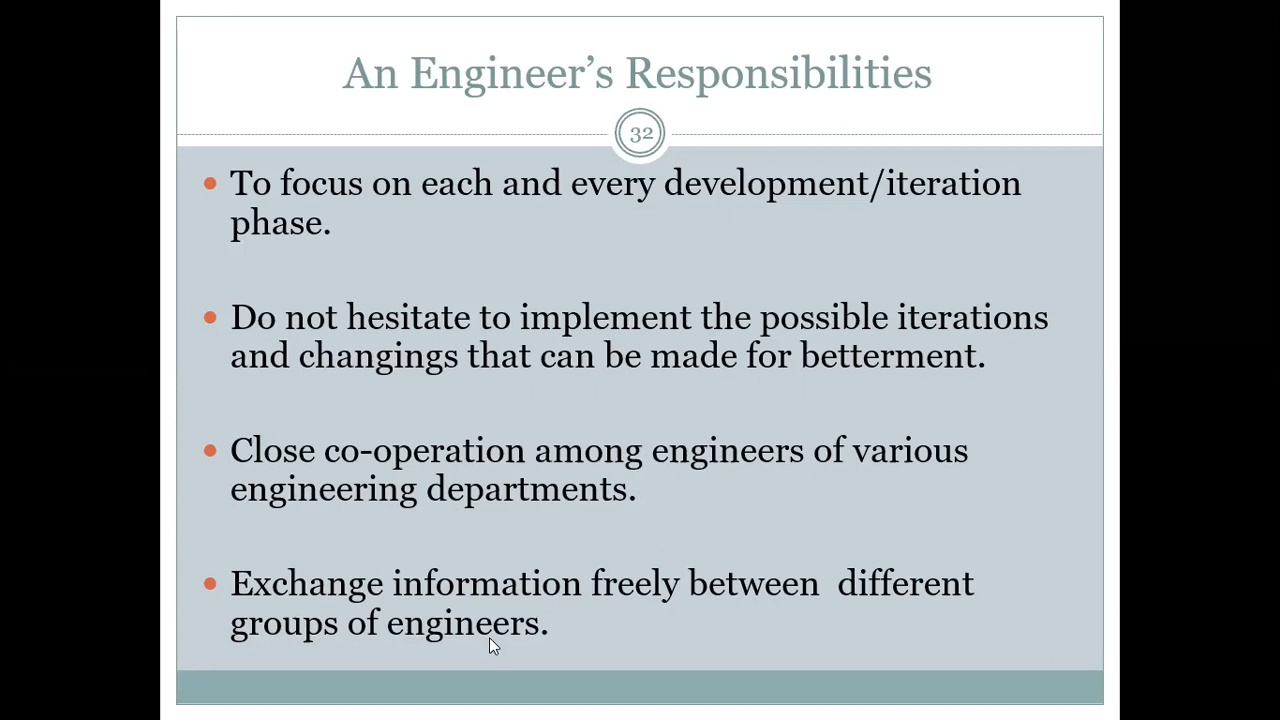 An Engineer’s Responsibilities
32
• To focus on each and every development/iteration
phase.
• Do not hesitate to implement the possible iterations
and changings that can be made for betterment.
• Close co-operation among engineers of various
engineering departments.
• Exchange information freely between  different
groups of engineers.